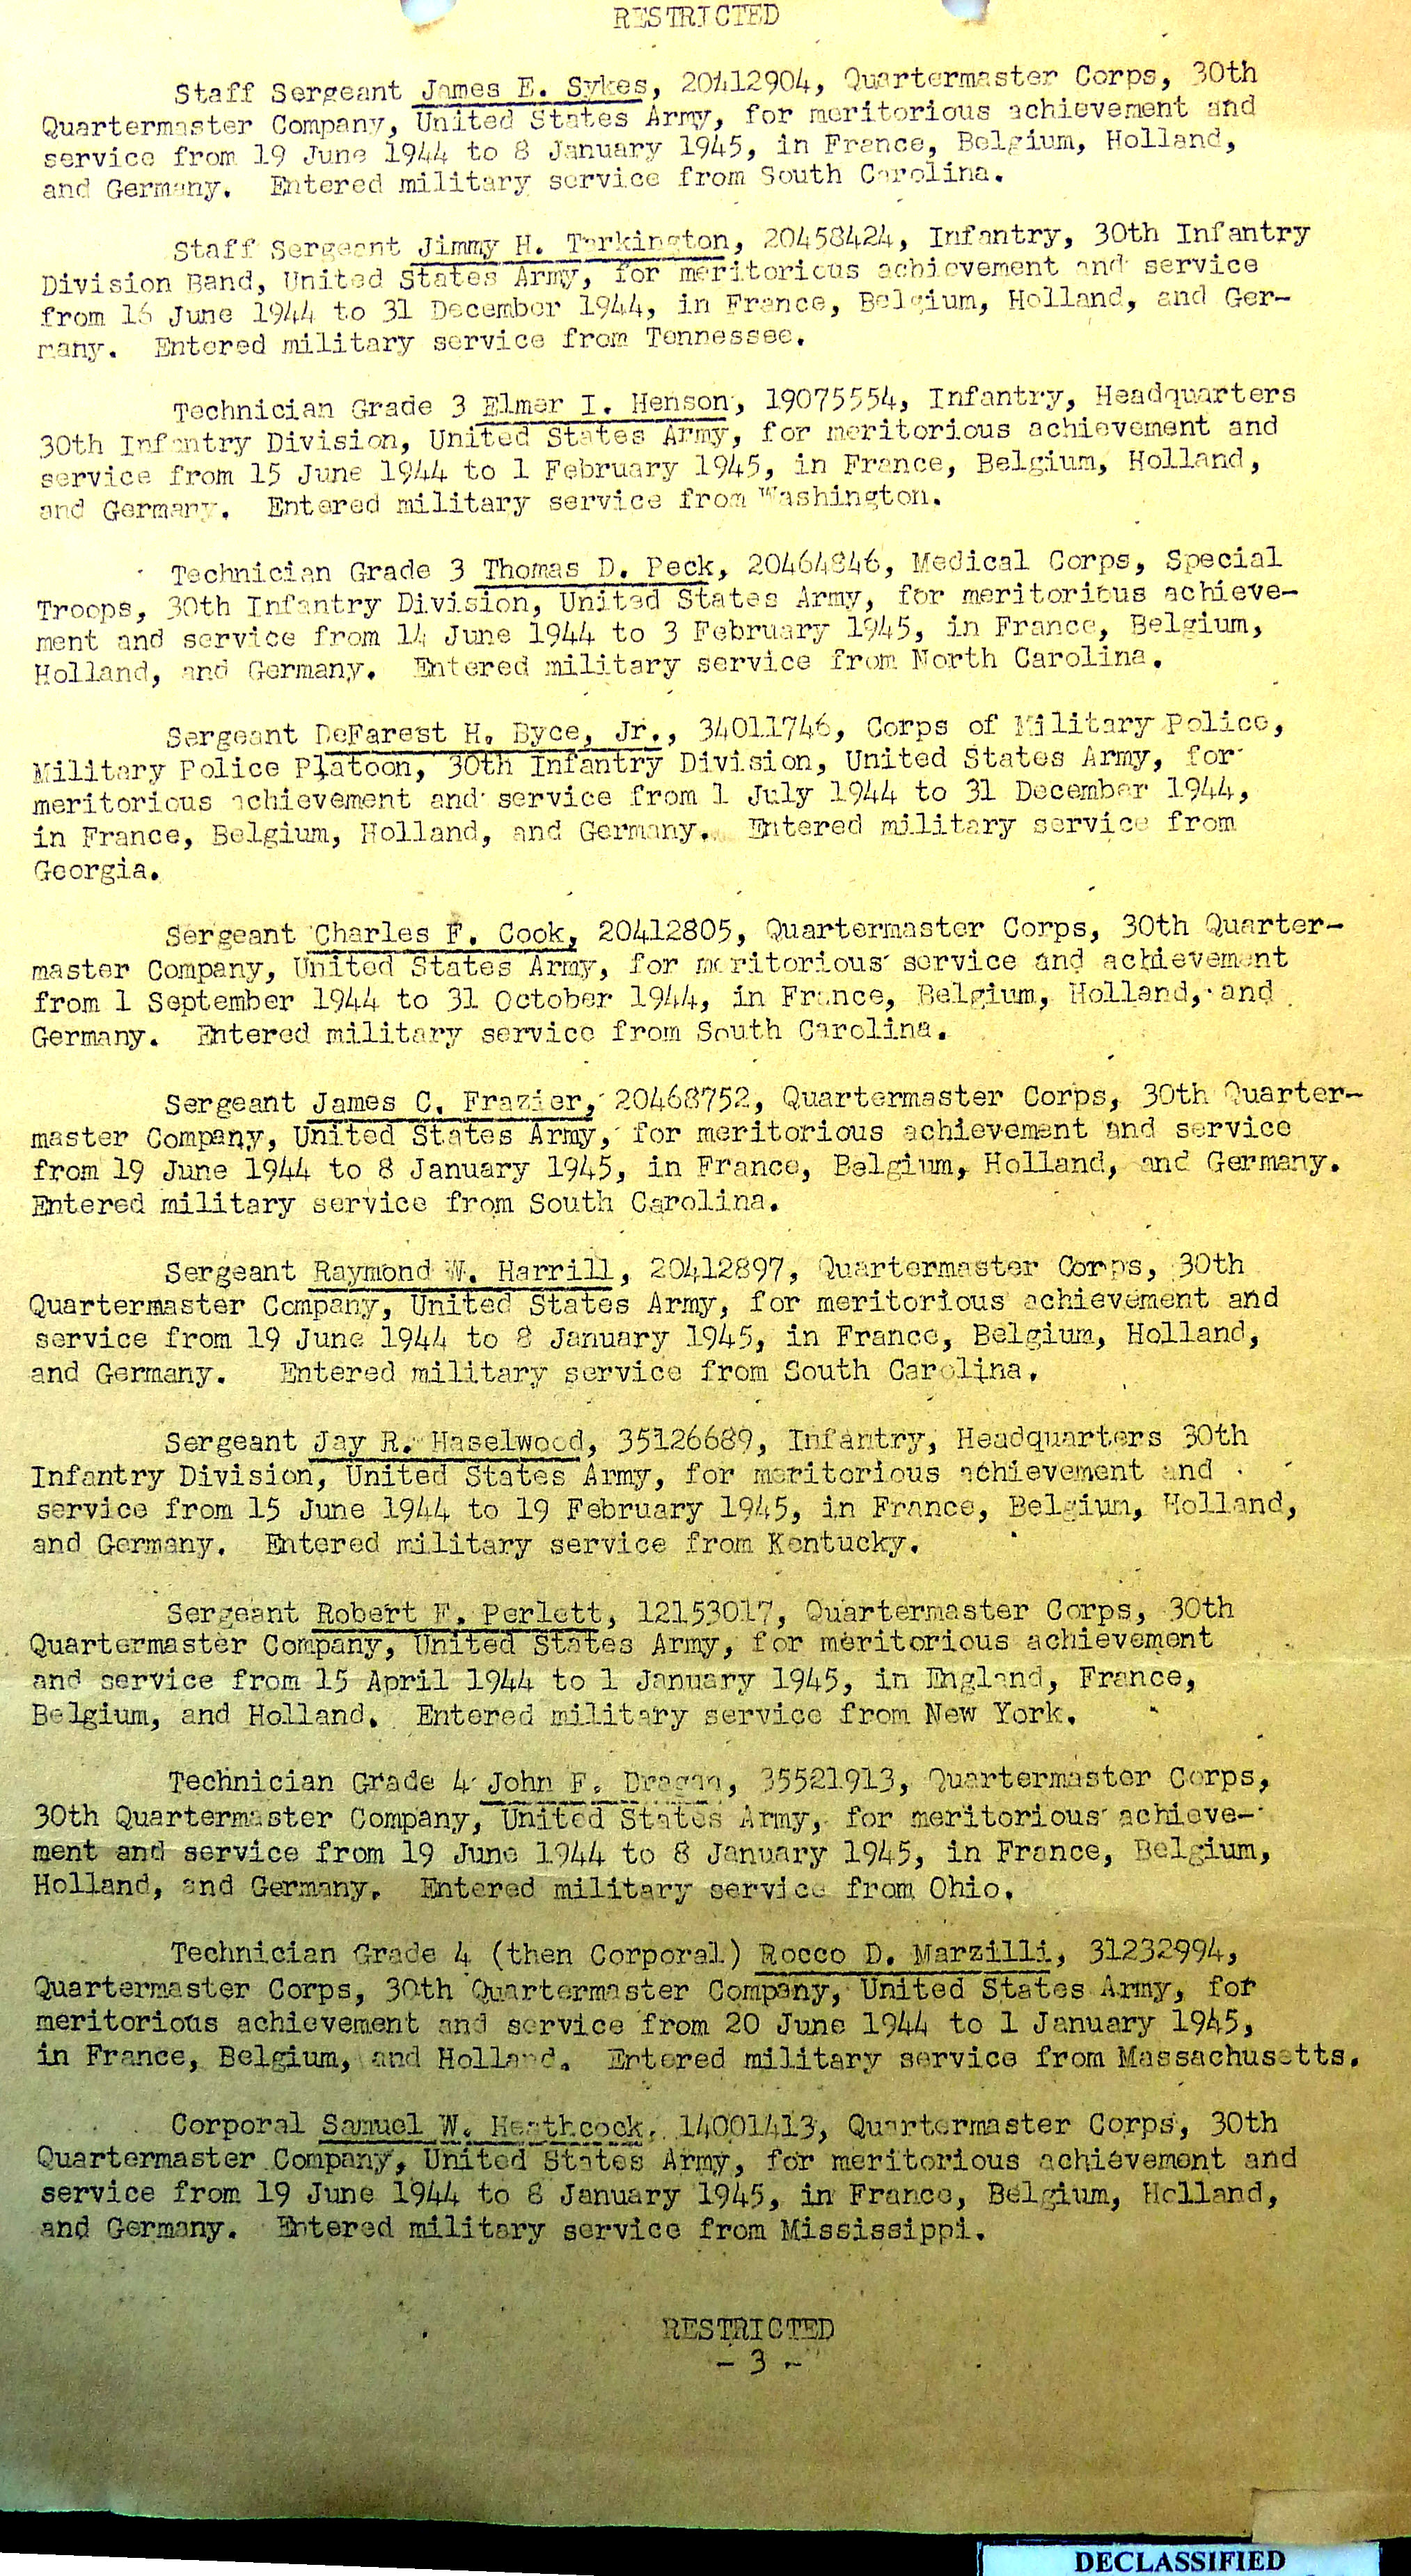 RESTRICTED
Staff Sergeant James E. Sykes, 20412904, Quartermaster Corps, 30th
Quartermaster Company, United States Army, for meritorious achievement and
service from 19 June 1944 to 8 January 1945, in France, Belgium, Holland,
and Germany. Entered military service from South Carolina.
Staff Sergeant Jimmy H. Tarkington, 20458424, Infantry, 30th Infantry
Division Band, United States Army, for meritorious achievement and service
from 16 June 1944 to 31 December 1944, in France, Belgium, Holland, and Ger-
many. Entered military service from Tennessee.
Technician Grade 3 Elmer I. Henson, 19075554, Infantry, Headquarters
30th Infantry Division, United States Army, for meritorious achievement and
service from 15 June 1944 to 1 February 1945, in France, Belgium, Holland,
and Germany. Entered military service from Washington.
Technician Grade 3 Thomas D. Peck, 20464846, Medical Corps, Special
Troops, 30th Infantry Division, United States Army, for meritorious achieve-
ment and service from 14 June 1944 to 3 February 1945, in France, Belgium,
Holland, and Germany. Entered military service from North Carolina.
Sergeant DeFarest H. Byce, Jr., 34011746, Corps of Military Police,
Military Police Platoon, 30th Infantry Division, United States Army, for
meritorious achievement and service from 1 July 1944 to 31 December 1944,
in France, Belgium, Holland, and Germany. Entered military service from
Georgia.
Sergeant Charles F. Cook, 20412805, Quartermaster Corps, 30th Quarter-
master Company, United States Army, for meritorious service and achievement
from 1 September 1944 to 31 October 1944, in France, Belgium, Holland, and
Germany. Entered military service from South Carolina.
Sergeant James C. Frazier, 20468752, Quartermaster Corps, 30th Quarter-
master Company, United States Army, for meritorious achievement and service
from 19 June 1944 to 8 January 1945, in France, Belgium, Holland, and Germany.
Entered military service from South Carolina.
Sergeant Raymond W. Harrill, 20412897, Quartermaster Corps, 30th
Quartermaster Company, United States Army, for meritorious achievement and
service from 19 June 1944 to 8 January 1945, in France, Belgium, Holland,
and Germany. Entered military service from South Carolina.
Sergeant Jay R. Haselwood, 35126689, Infantry, Headquarters 30th
Infantry Division, United States Army, for meritorious achievement and
service from 15 June 1944 to 19 February 1945, in France, Belgium, Holland,
and Germany. Entered military service from Kentucky.
Sergeant Robert F. Perlett, 12153017, Quartermaster Corps, 30th
Quartermaster Company, United States Army, for meritorious achievement
and service from 15 April 1944 to 1 January 1945, in England, France,
Belgium, and Holland. Entered military service from New York.
Technician Grade 4 John F. Dragan, 35521913, Quartermaster Corps,
30th Quartermaster Company, United States Army, for meritorious achieve-
ment and service from 19 June 1944 to 8 January 1945, in France, Belgium,
Holland, and Germany. Entered military service from Ohio.
Technician Grade 4 (then Corporal) Rocco D. Marzilli, 31232994,
Quartermaster Corps, 30th Quartermaster Company, United States Army, for
meritorious achievement and service from 20 June 1944 to 1 January 1945,
in France, Belgium, and Holland. Entered military service from Massachusetts.
Corporal Samuel W. Heathcock, 14001413, Quartermaster Corps, 30th
Quartermaster Company, United States Army, for meritorious achievement and
service from 19 June 1944 to 8 January 1945, in France, Belgium, Holland,
and Germany. Entered military service from Mississippi.
RESTRICTED
- 3 -
DECLASSIFIED